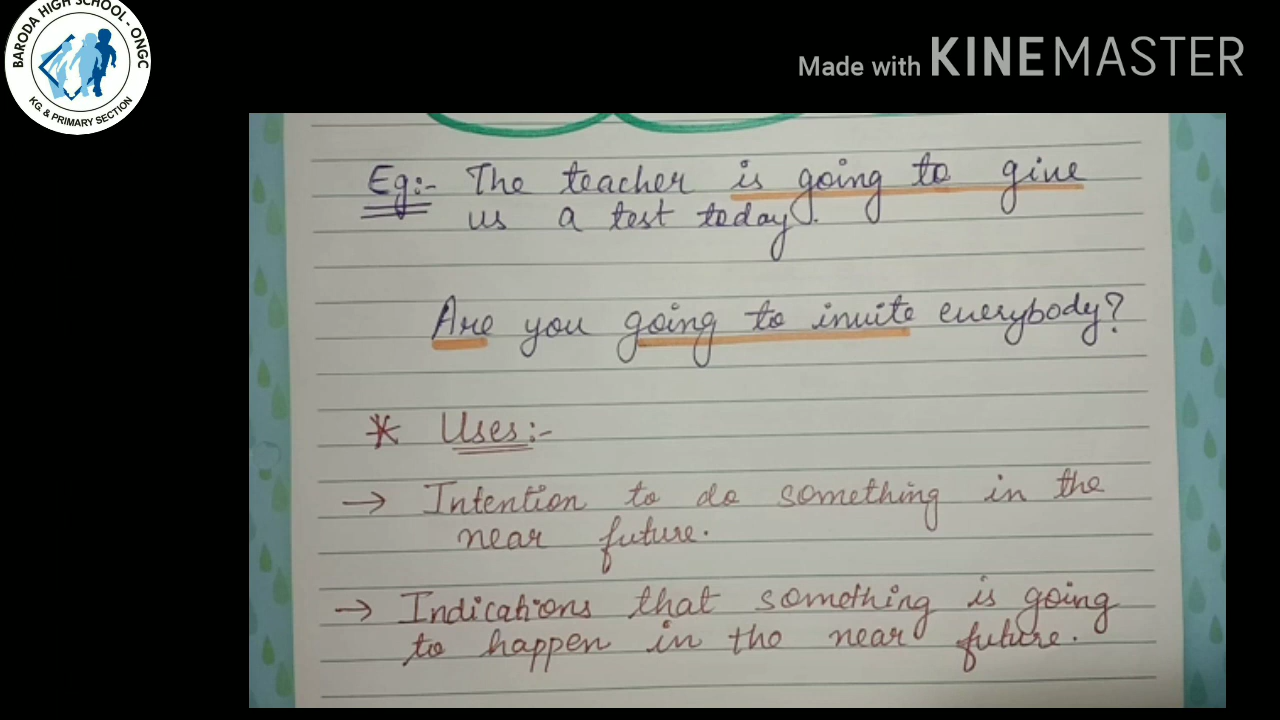 BARODA HIGH SCHOOL - ONGC
KG. & PRIMARY SECTION
Made with KINEMASTER
Eg:- The teacher is going to give
us a test today.
Are you going to invite everybody?
* Uses:-
→ Intention to do something in the
near future.
→ Indications that something is going
to happen in the near future.